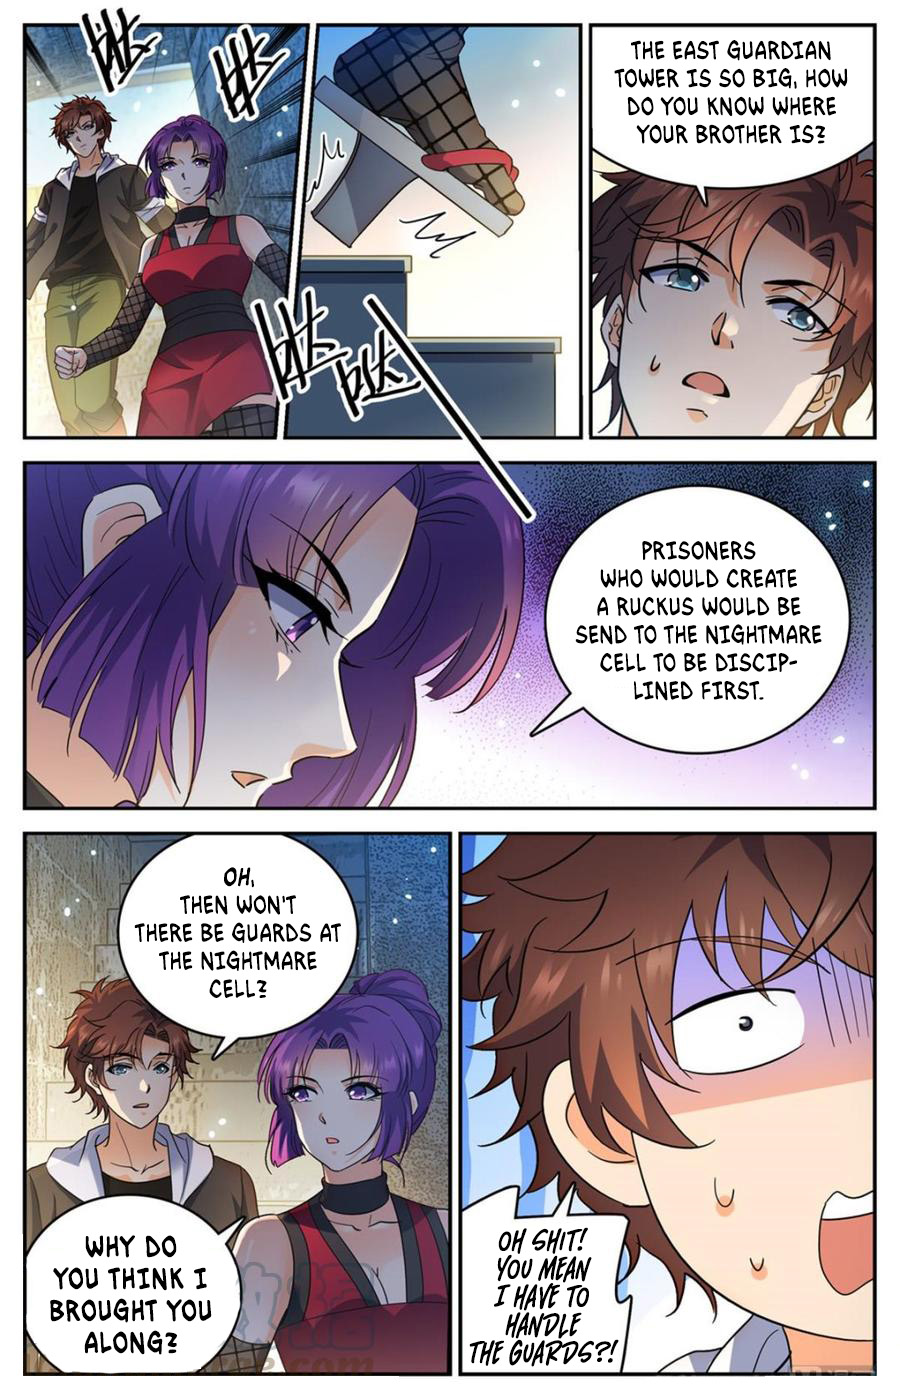 THE EAST GUARDIAN
TOWER IS SO BIG, HOW
DO YOU KNOW WHERE
YOUR BROTHER IS?
PRISONERS
WHO WOULD CREATE
A RUCKUS WOULD BE
SEND TO THE NIGHTMARE
CELL TO BE DISCIP-
LINED FIRST.
OH,
THEN WON'T
THERE BE GUARDS AT
THE NIGHTMARE
CELL?
WHY DO
YOU THINK I
BROUGHT YOU
ALONG?
OH SHIT!
YOU MEAN
I HAVE TO
HANDLE
THE GUARDS?!